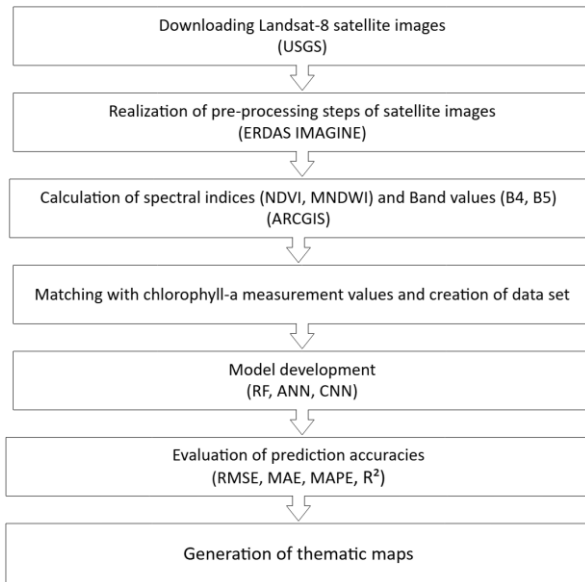 Downloading Landsat-8 satellite images
(USGS)
Realization of pre-processing steps of satellite images
(ERDAS IMAGINE)
Calculation of spectral indices (NDVI, MNDWI) and Band values (B4, B5)
(ARCGIS)
Matching with chlorophyll-a measurement values and creation of data set
Model development
(RF, ANN, CNN)
Evaluation of prediction accuracies
(RMSE, MAE, MAPE, R²)
Generation of thematic maps